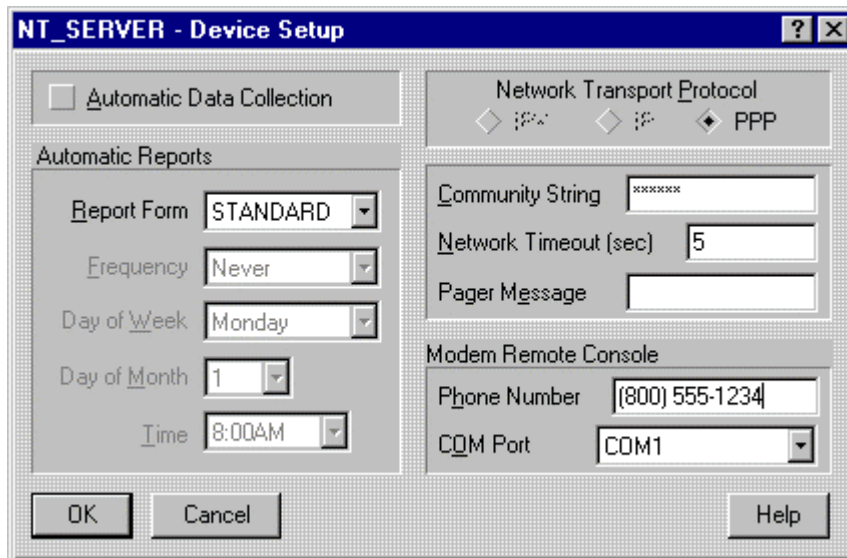 NT_SERVER - Device Setup
Automatic Data Collection
Network Transport Protocol
IPX IP PPP
Automatic Reports
Report Form STANDARD
Frequency Never
Day of Week Monday
Day of Month 1
Time 8:00AM
Community String ******
Network Timeout (sec) 5
Pager Message
Modem Remote Console
Phone Number (800) 555-1234
COM Port COM1
OK Cancel Help